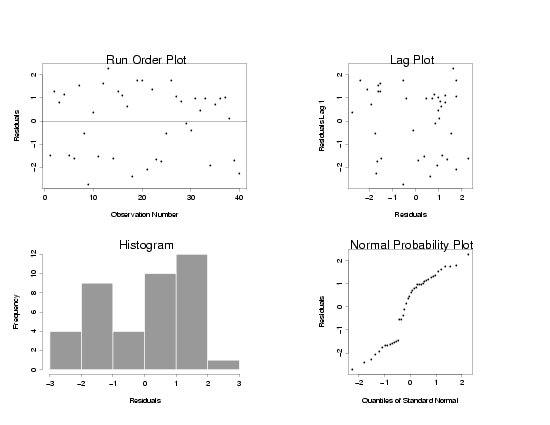 Run Order Plot
Residuals
2
1
0
−1
−2
0 10 20 30 40
Observation Number
Lag Plot
Residuals Lag 1
2
1
0
−1
−2
−2 −1 0 1 2
Residuals
Histogram
Frequency
12
10
8
6
4
2
0
−3 −2 −1 0 1 2 3
Residuals
Normal Probability Plot
Residuals
2
1
0
−1
−2
−2 −1 0 1 2
Quantiles of Standard Normal